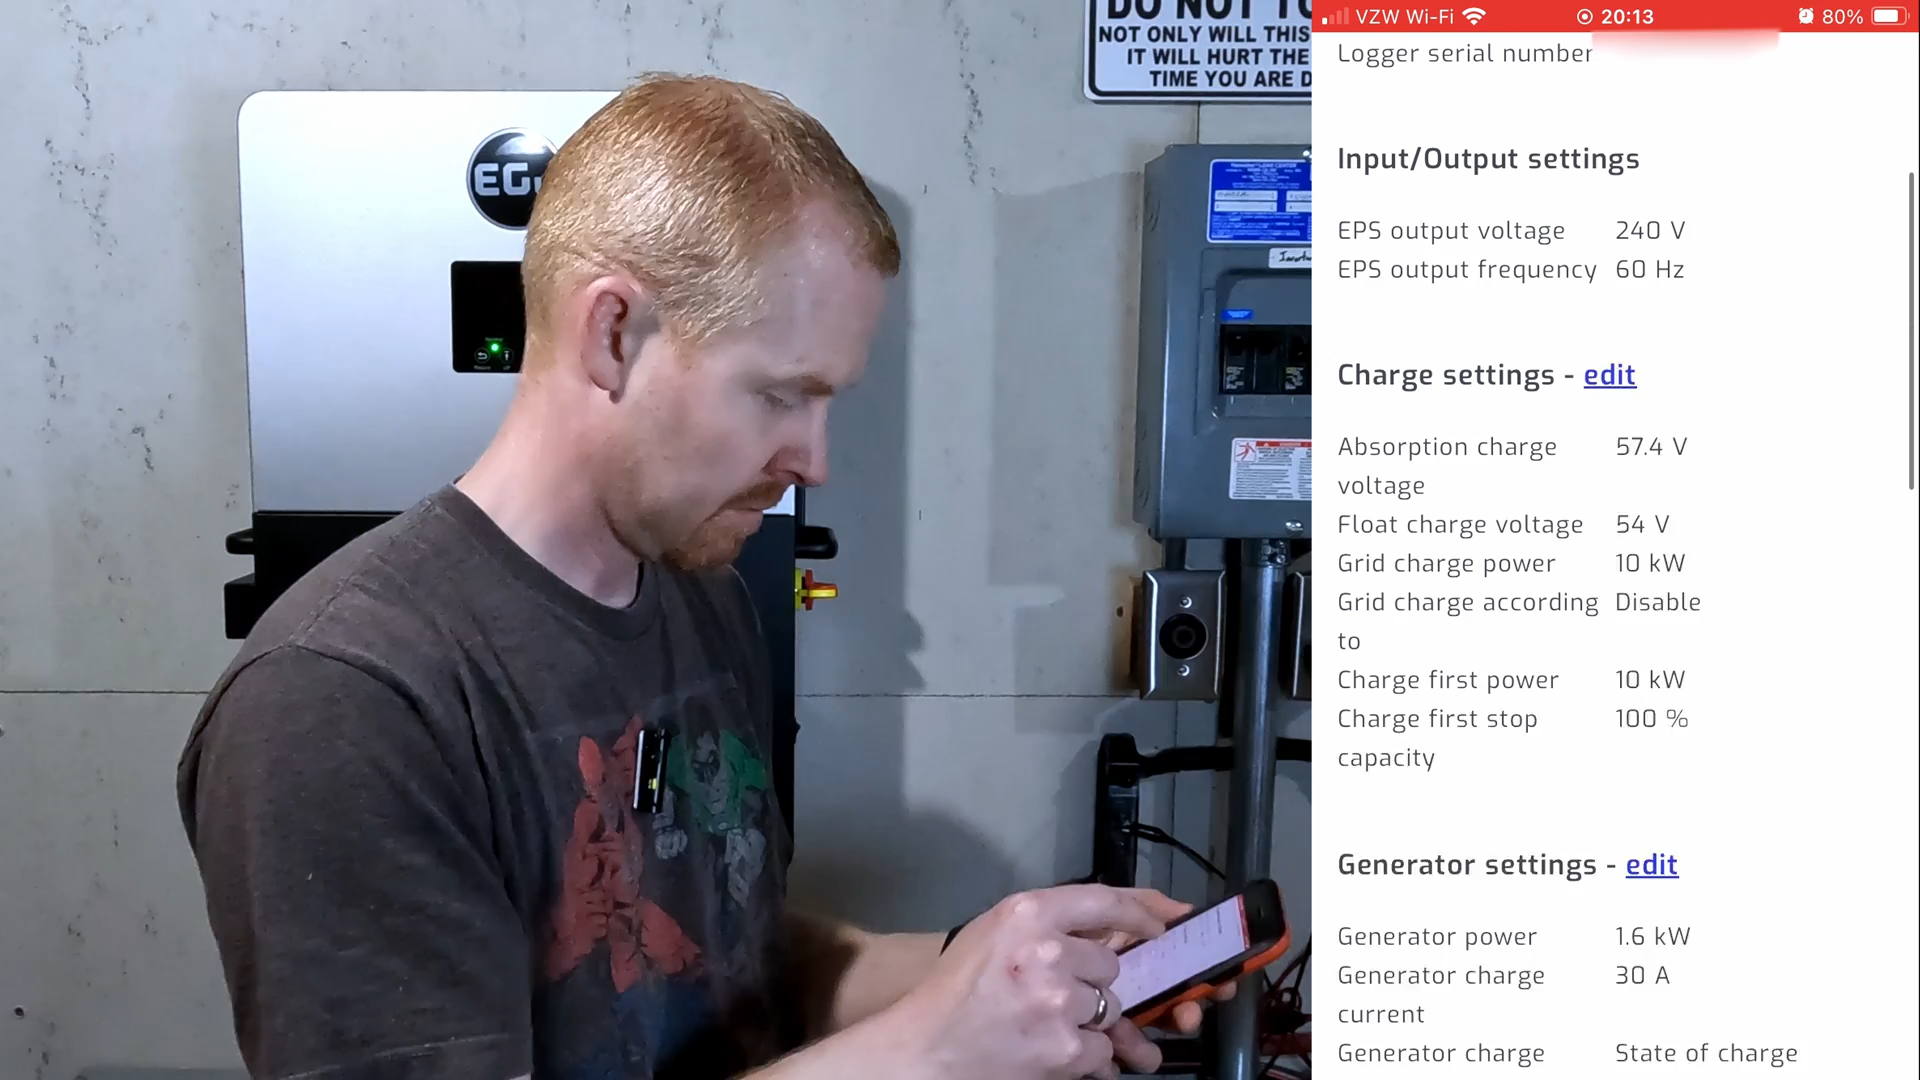 DO NOT TO
NOT ONLY WILL THIS
IT WILL HURT THE
TIME YOU ARE D
EG
VZW Wi-Fi
20:13
80%
Logger serial number
Input/Output settings
EPS output voltage 240 V
EPS output frequency 60 Hz
Charge settings - edit
Absorption charge 57.4 V
voltage
Float charge voltage 54 V
Grid charge power 10 kW
Grid charge according Disable
to
Charge first power 10 kW
Charge first stop 100 %
capacity
Generator settings - edit
Generator power 1.6 kW
Generator charge 30 A
current
Generator charge State of charge